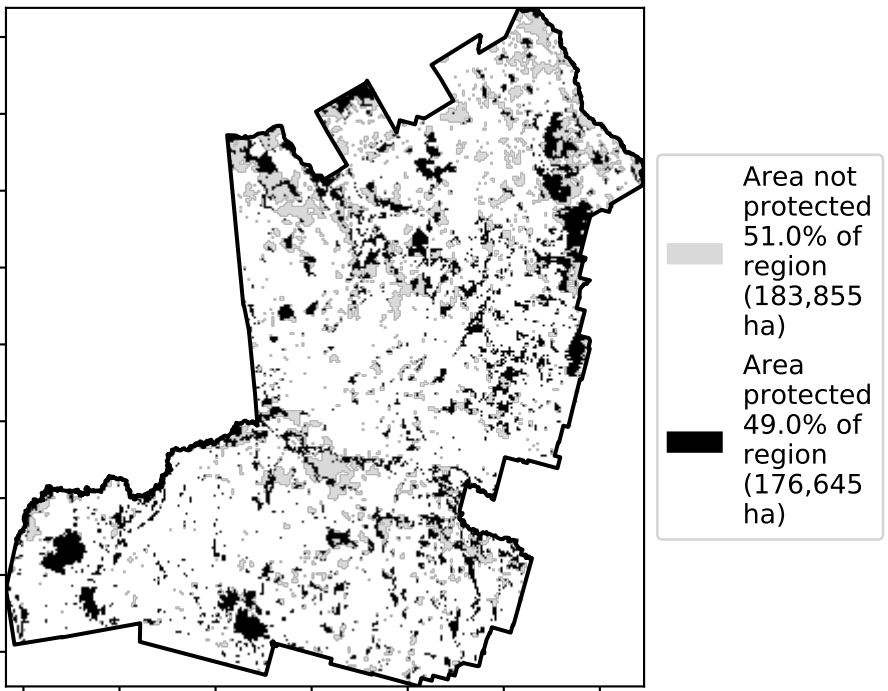 Area not
protected
51.0% of
region
(183,855
ha)
Area
protected
49.0% of
region
(176,645
ha)